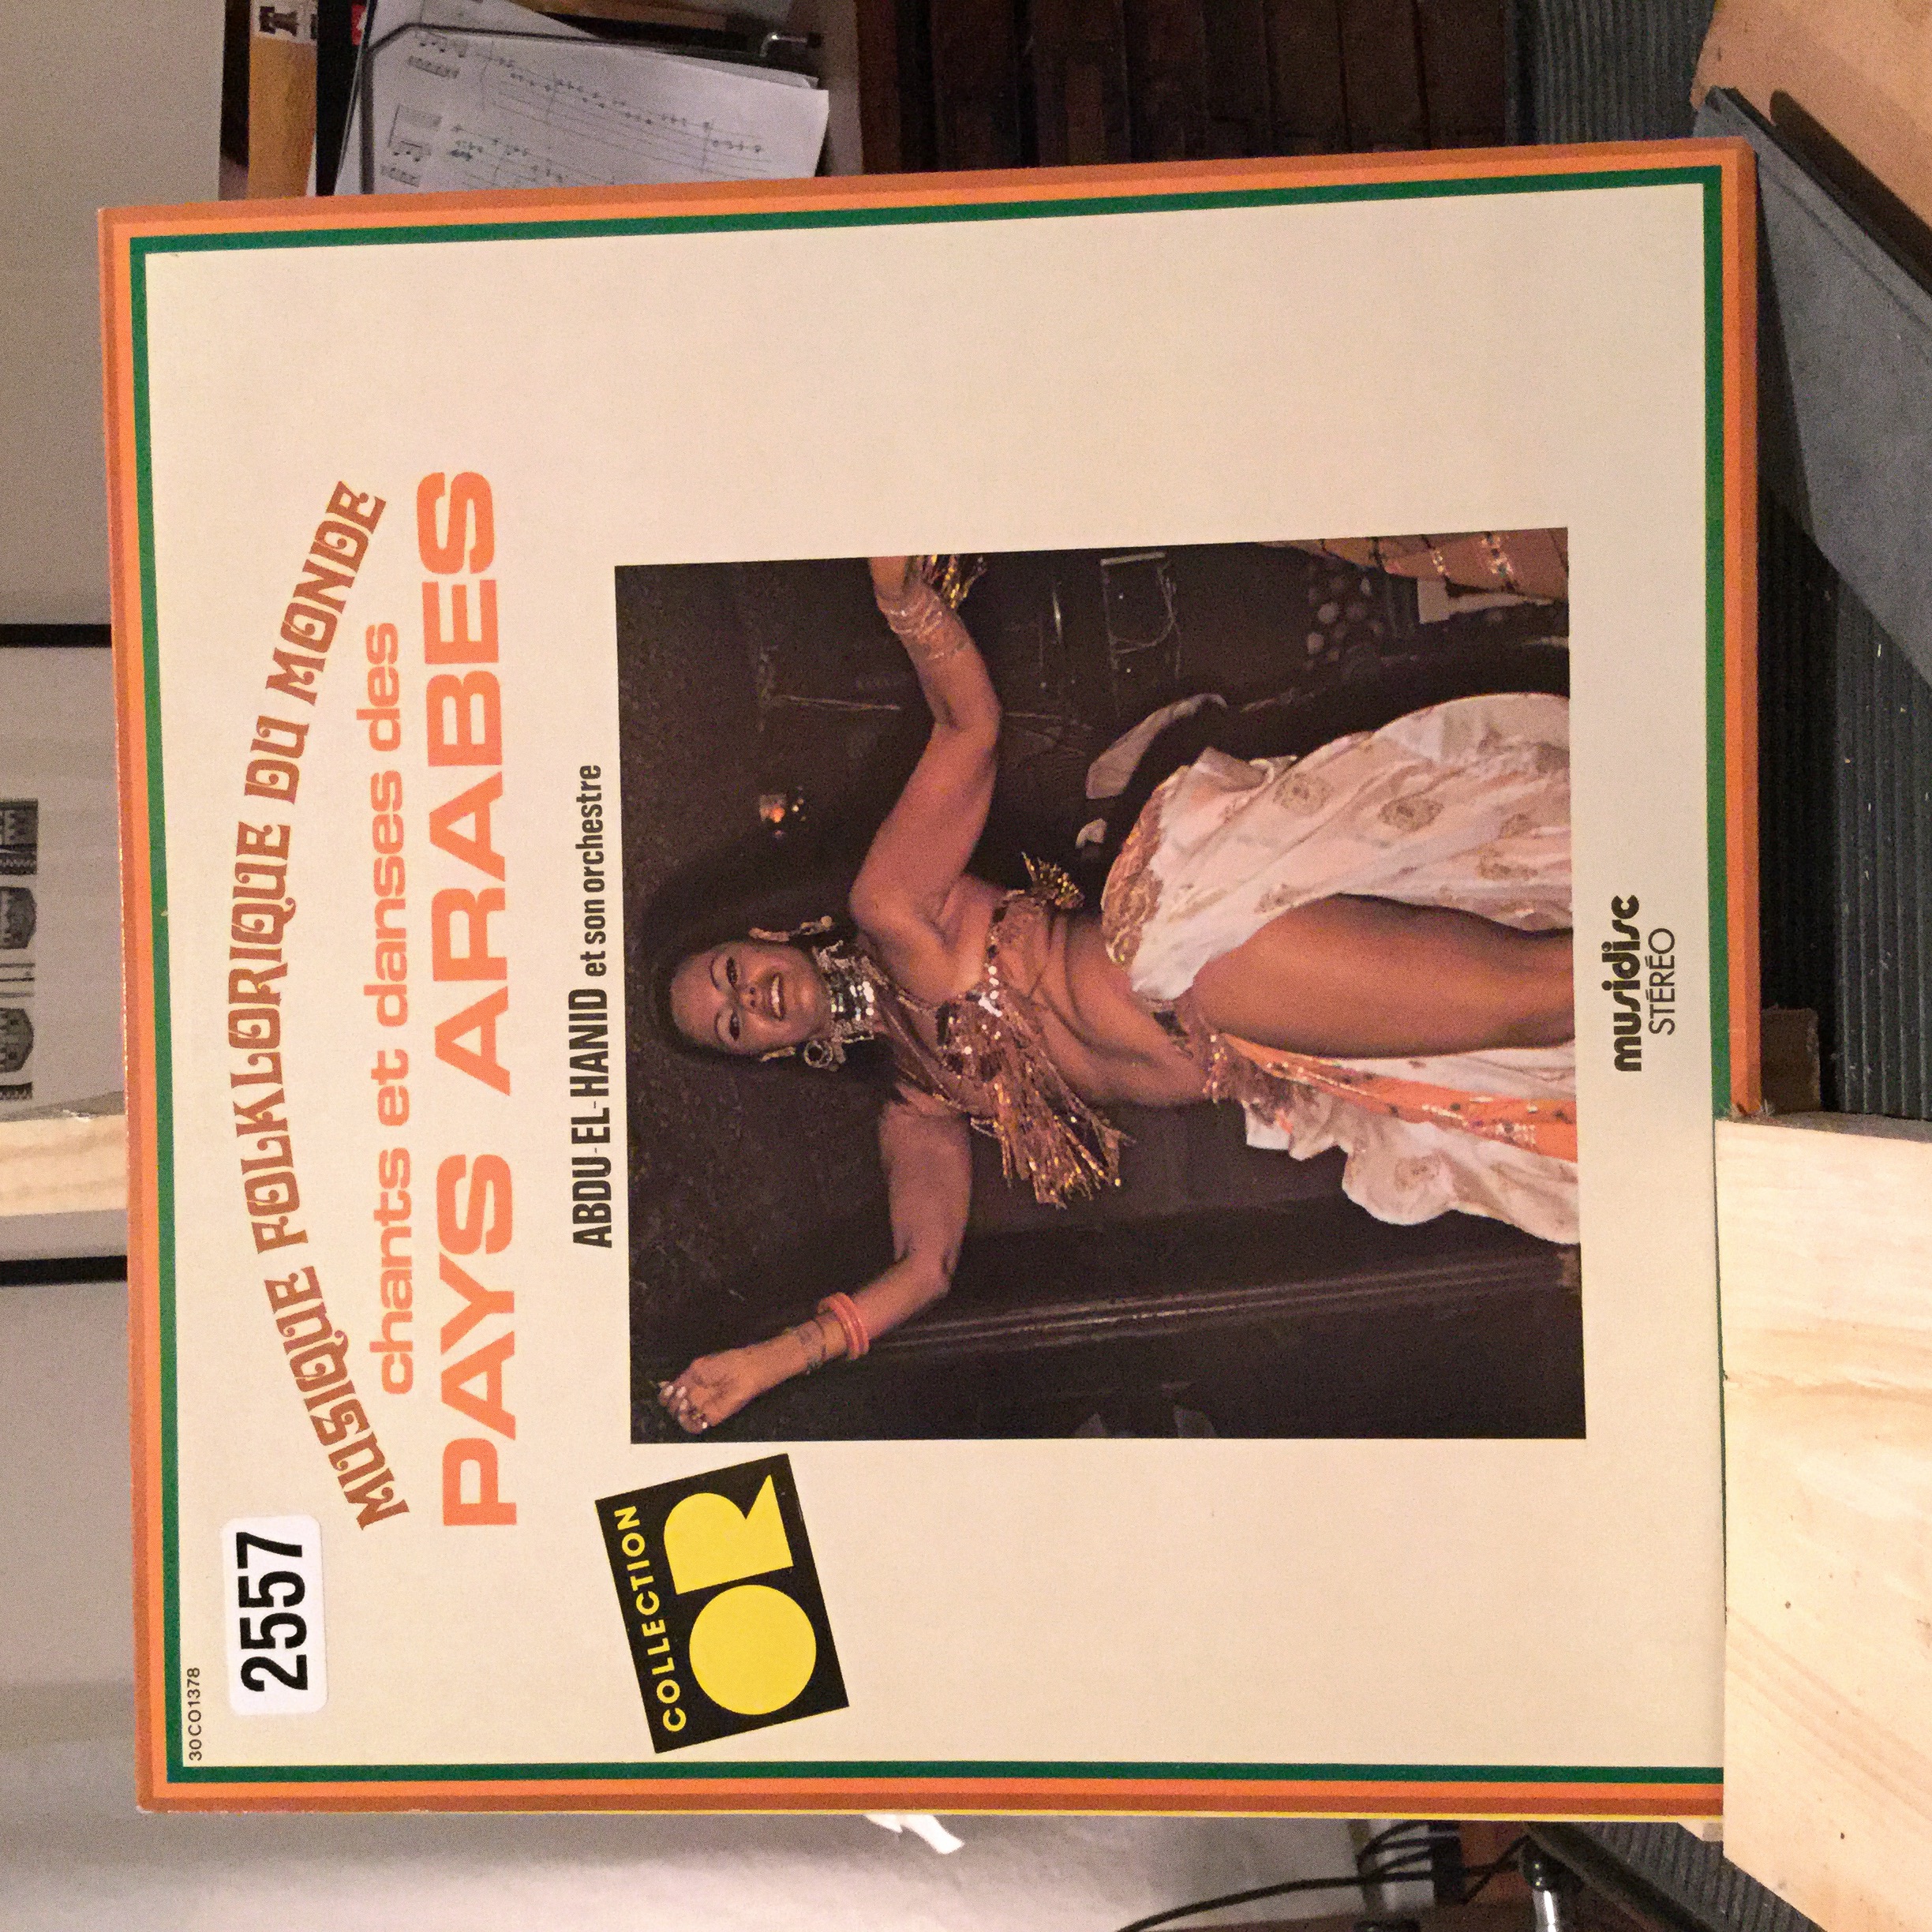 30CO1378
2557
MUSIQUE FOLKLORIQUE DU MONDE
chants et danses des
PAYS ARABES
ABDU-EL-HANID et son orchestre
COLLECTION
OR
musidisc
STÉRÉO